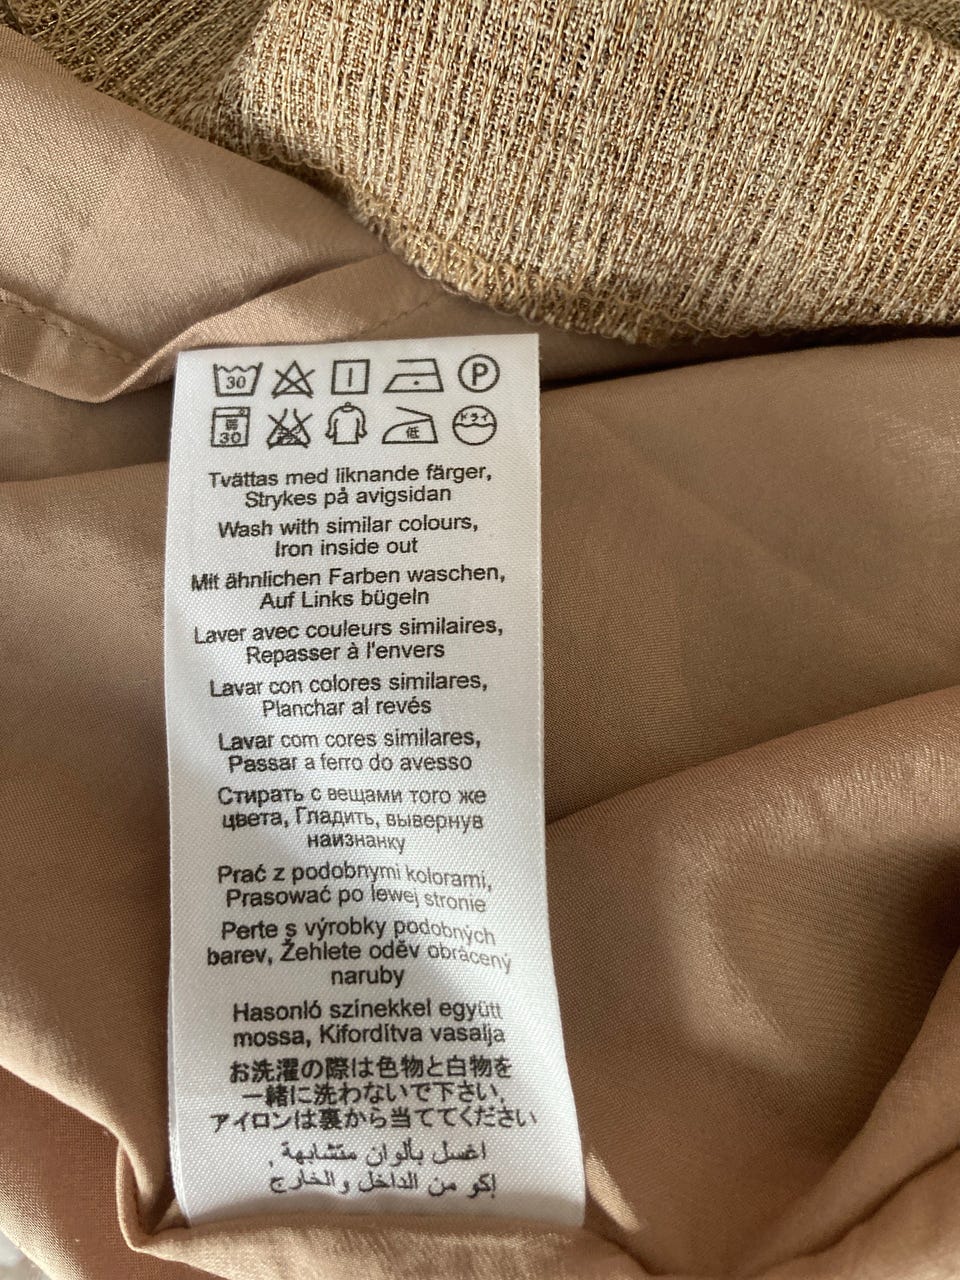 30 P
弱 30 低 ドライ
Tvättas med liknande färger,
Strykes på avigsidan
Wash with similar colours,
Iron inside out
Mit ähnlichen Farben waschen,
Auf Links bügeln
Laver avec couleurs similaires,
Repasser à l'envers
Lavar con colores similares,
Planchar al revés
Lavar com cores similares,
Passar a ferro do avesso
Стирать с вещами того же
цвета, Гладить, вывернув
наизнанку
Prać z podobnymi kolorami,
Prasować po lewej stronie
Perte s výrobky podobných
barev, Žehlete oděv obrácený
naruby
Hasonló színekkel együtt
mossa, Kifordítva vasalja
お洗濯の際は色物と白物を
一緒に洗わないで下さい,
アイロンは裏から当ててください
اغسل بألوان متشابهة ,
إكو من الداخل والخارج